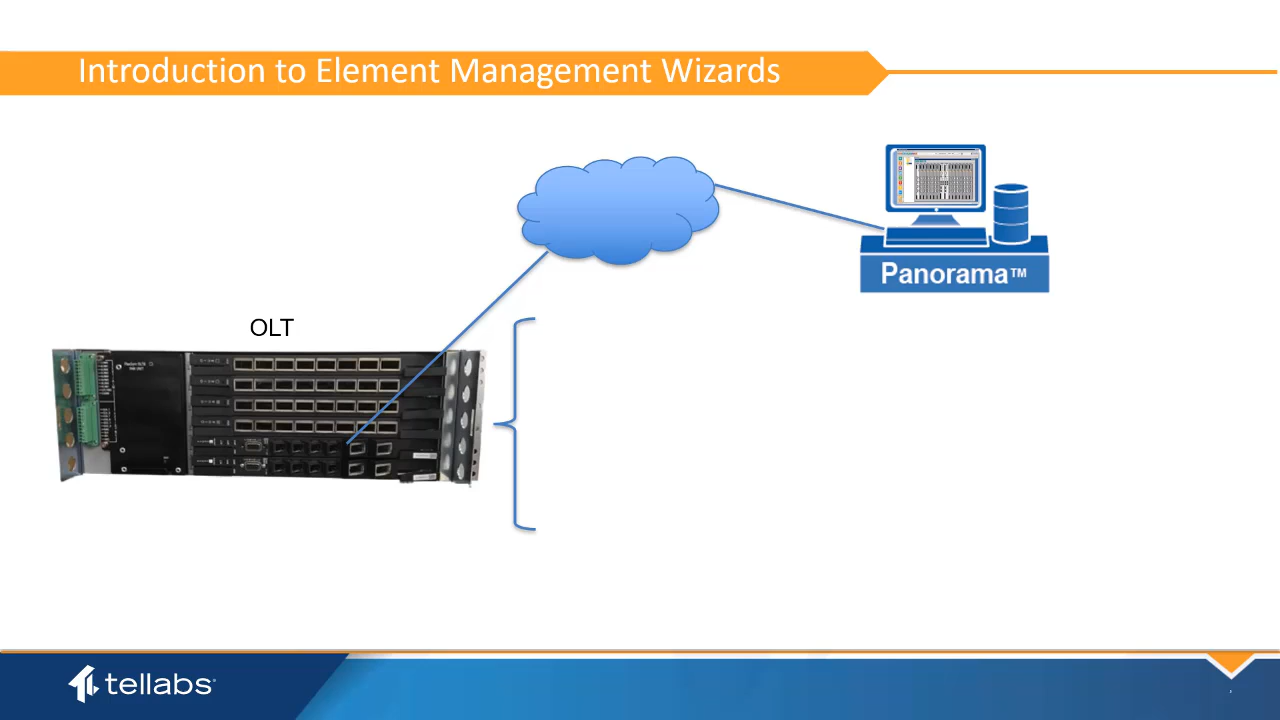 Introduction to Element Management Wizards
Panorama™
OLT
tellabs